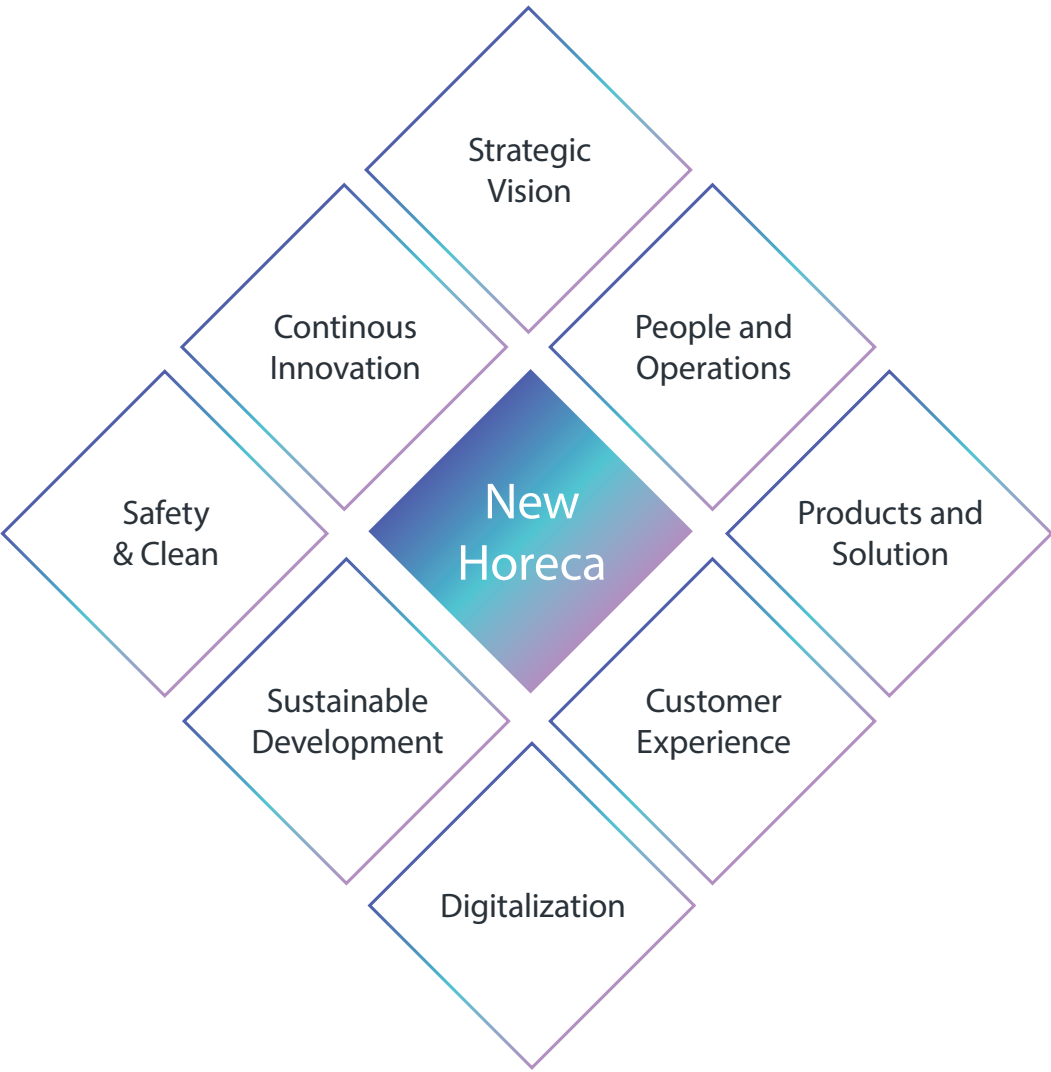 Strategic
Vision
Continous
Innovation
People and
Operations
Safety
& Clean
New
Horeca
Products and
Solution
Sustainable
Development
Customer
Experience
Digitalization